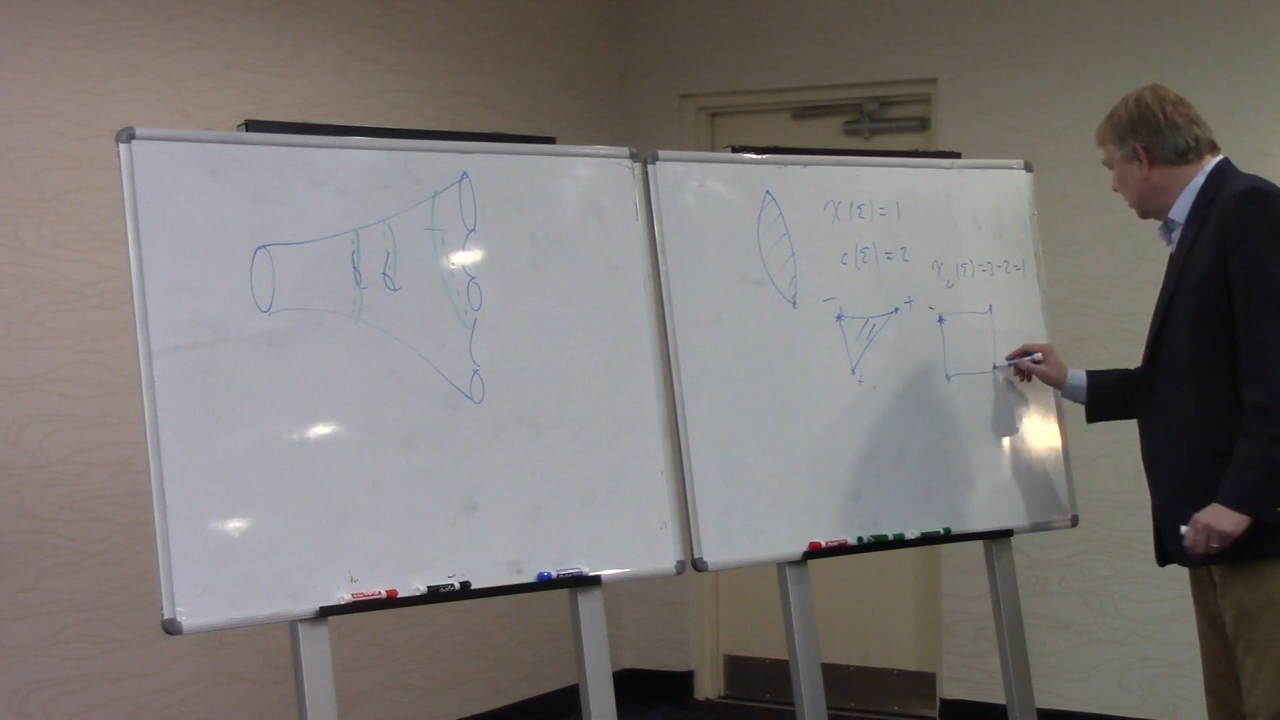 χ(Σ)=1
c(Σ)=2
χ_c(Σ)=3-2=1
- + -
+